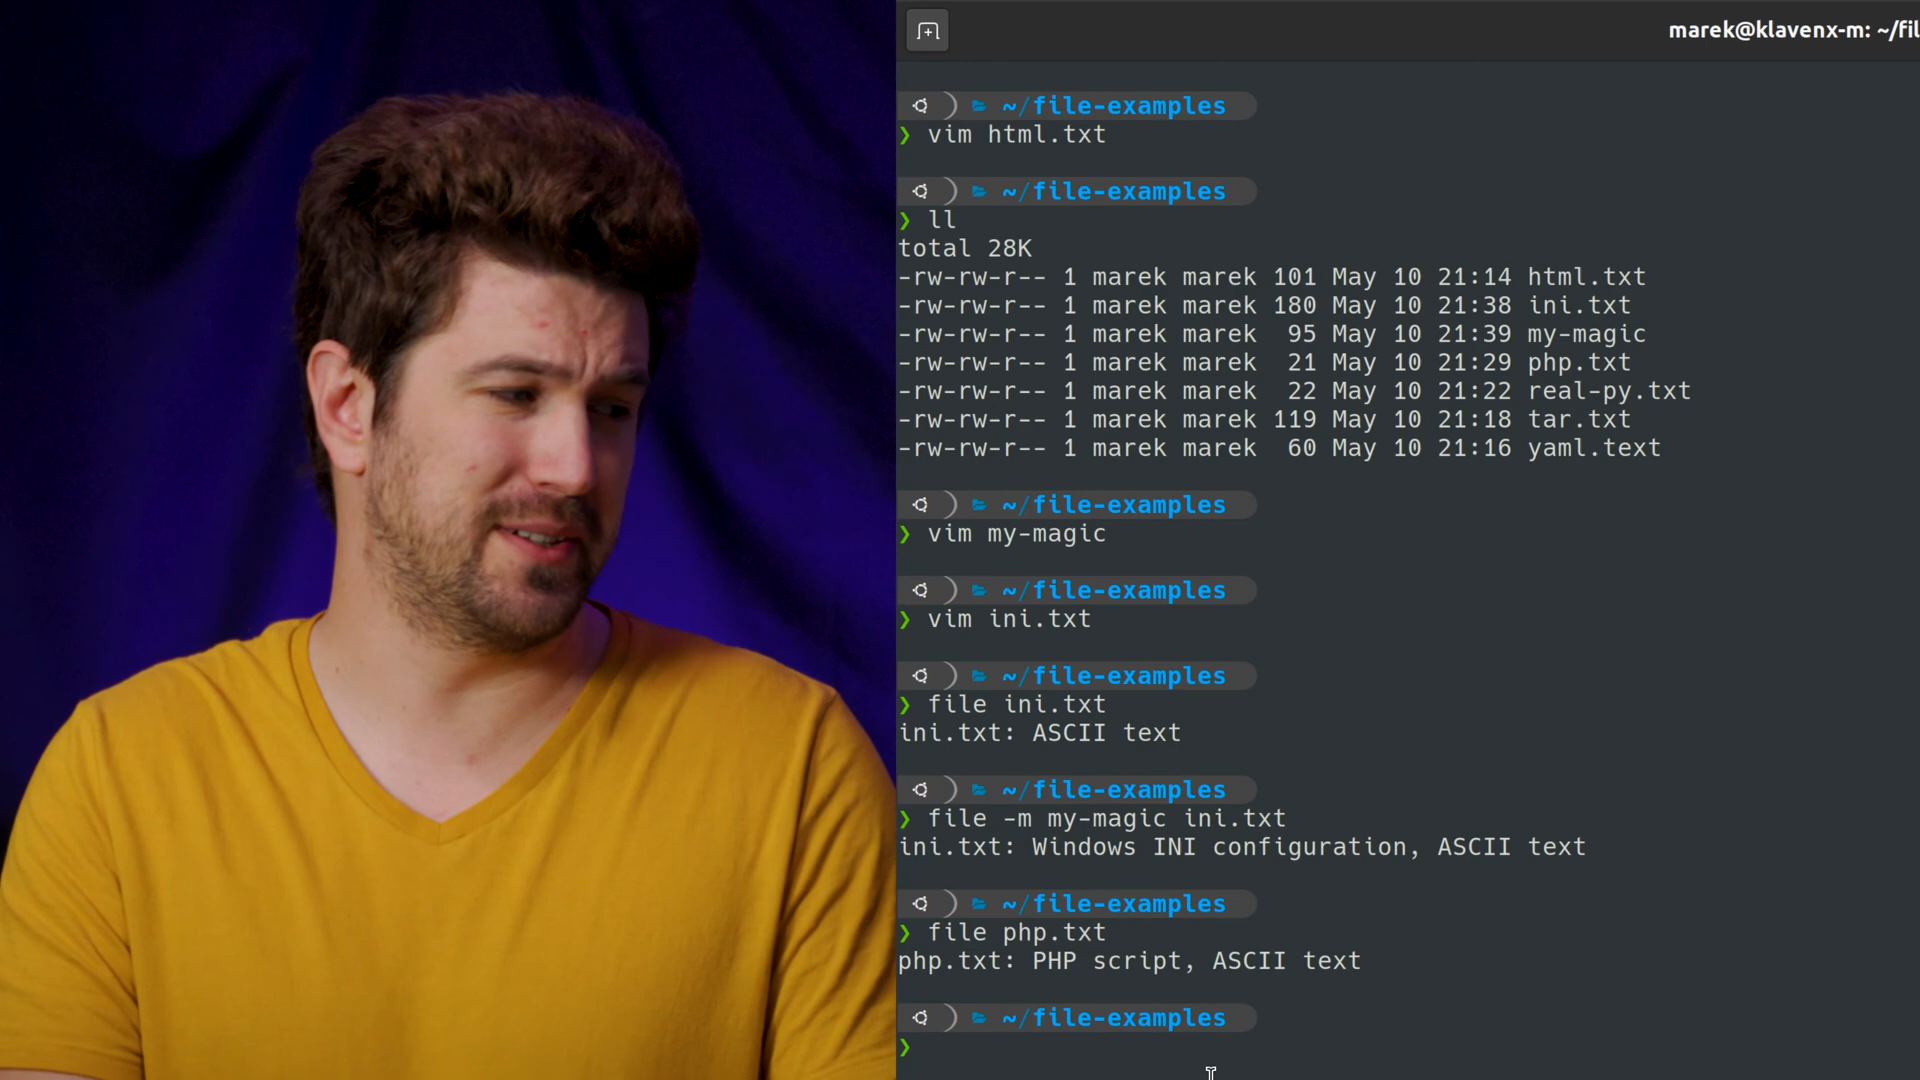 marek@klavenx-m: ~/fil
~/file-examples
❯ vim html.txt
~/file-examples
❯ ll
total 28K
-rw-rw-r-- 1 marek marek 101 May 10 21:14 html.txt
-rw-rw-r-- 1 marek marek 180 May 10 21:38 ini.txt
-rw-rw-r-- 1 marek marek  95 May 10 21:39 my-magic
-rw-rw-r-- 1 marek marek  21 May 10 21:29 php.txt
-rw-rw-r-- 1 marek marek  22 May 10 21:22 real-py.txt
-rw-rw-r-- 1 marek marek 119 May 10 21:18 tar.txt
-rw-rw-r-- 1 marek marek  60 May 10 21:16 yaml.text
~/file-examples
❯ vim my-magic
~/file-examples
❯ vim ini.txt
~/file-examples
❯ file ini.txt
ini.txt: ASCII text
~/file-examples
❯ file -m my-magic ini.txt
ini.txt: Windows INI configuration, ASCII text
~/file-examples
❯ file php.txt
php.txt: PHP script, ASCII text
~/file-examples
❯